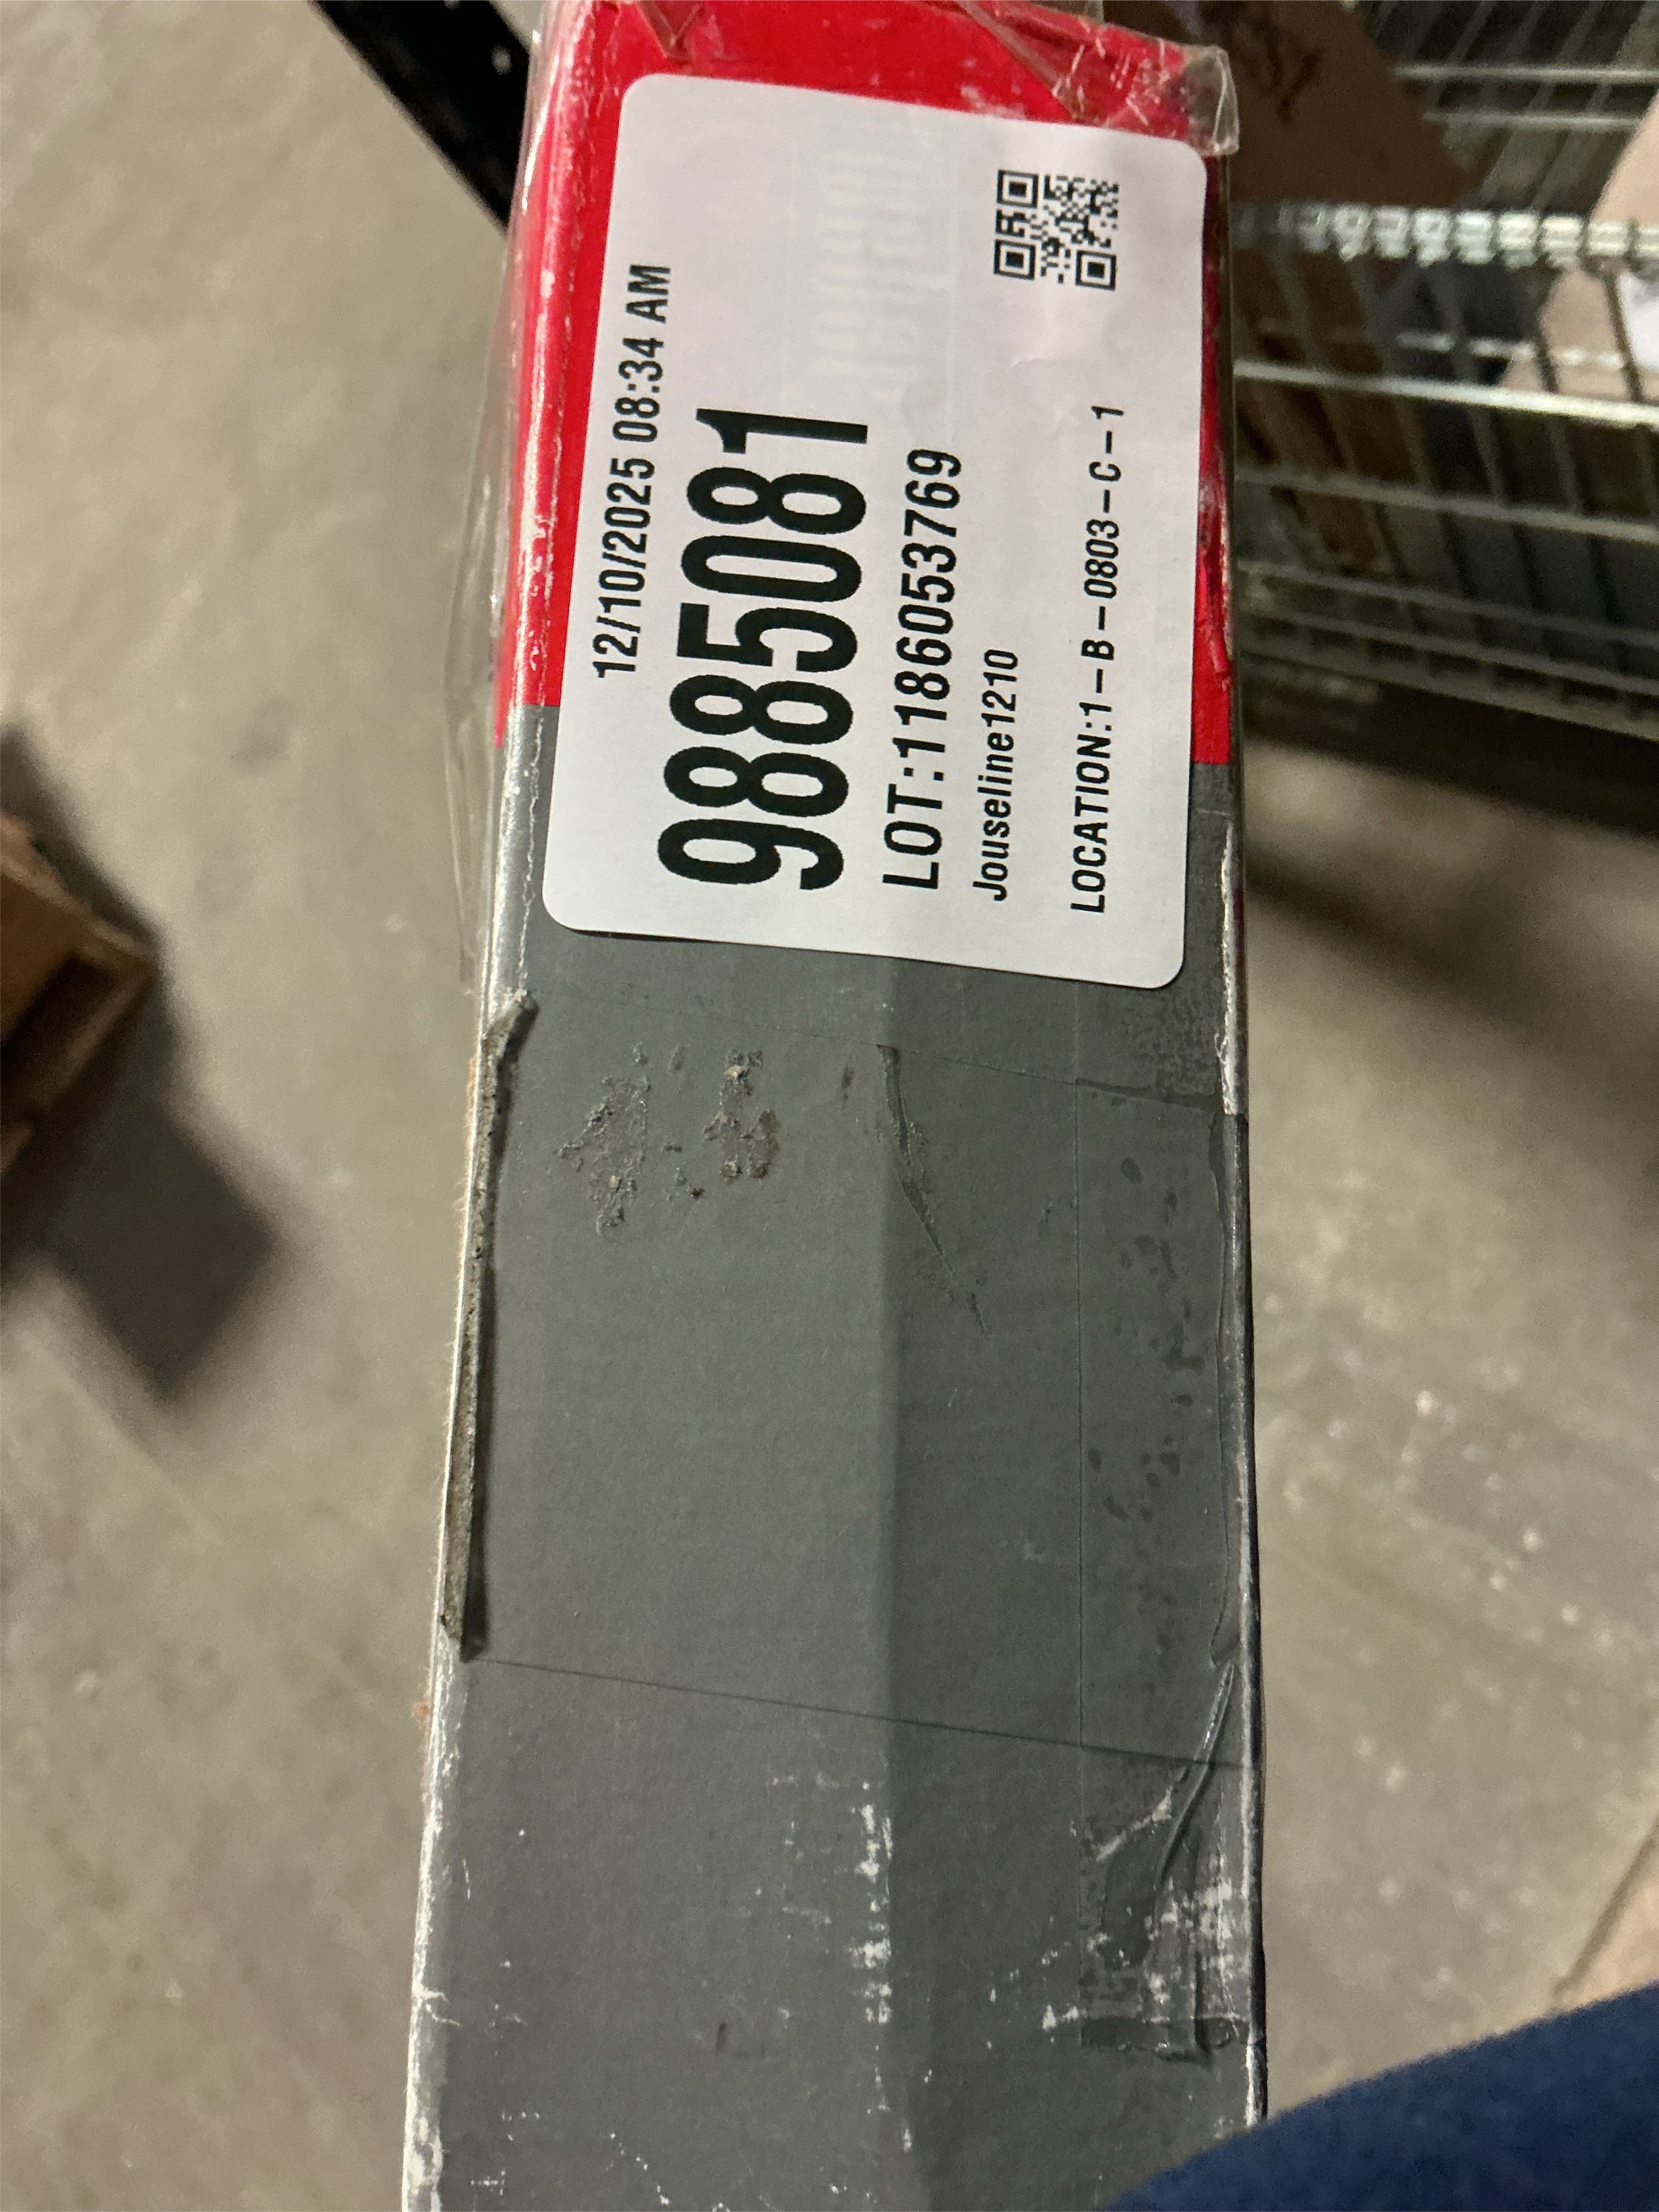 12/10/2025 08:34 AM
9885081
LOT:1186053769
Jouseline1210
LOCATION:1-B-0803-C-1